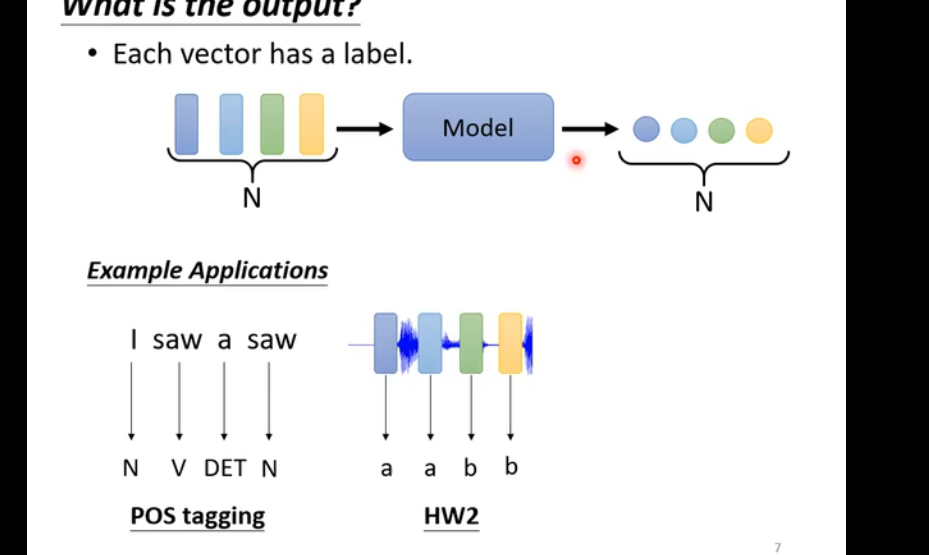 What is the output?
• Each vector has a label.
Model
N
N
Example Applications
I saw a saw
N V DET N
a a b b
POS tagging
HW2
7